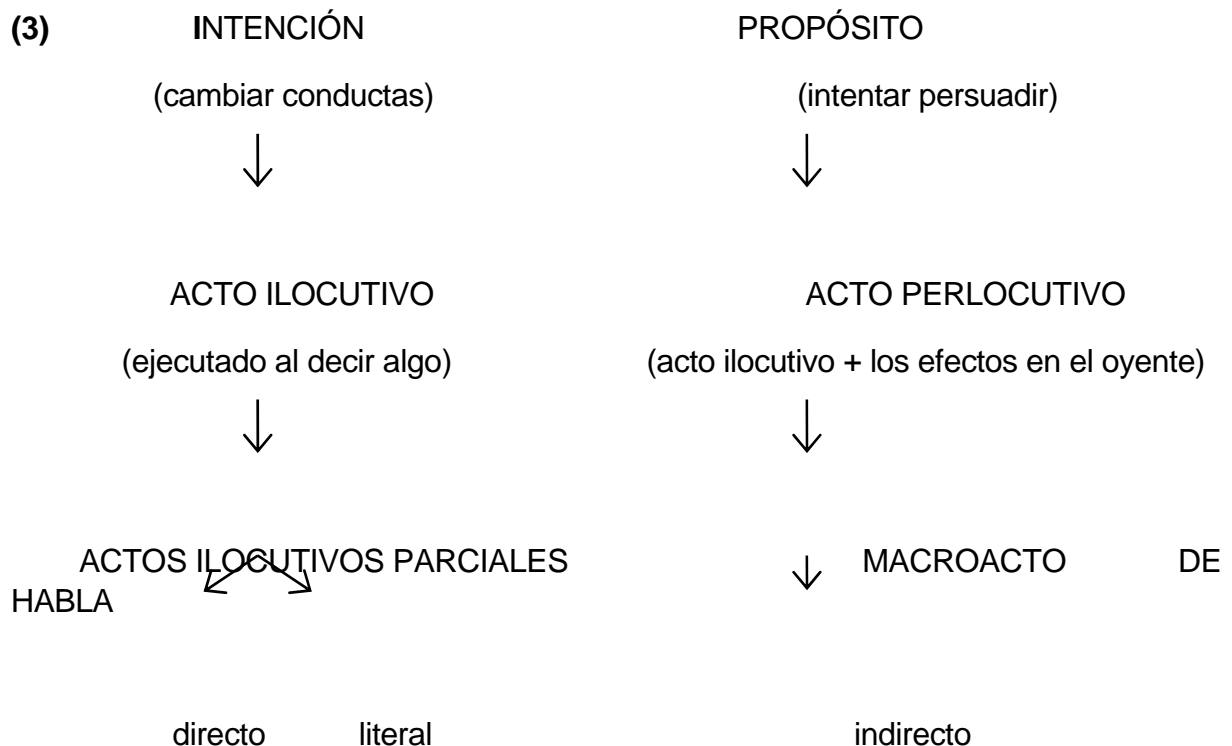 (3) INTENCIÓN PROPÓSITO
(cambiar conductas) (intentar persuadir)
ACTO ILOCUTIVO ACTO PERLOCUTIVO
(ejecutado al decir algo) (acto ilocutivo + los efectos en el oyente)
ACTOS ILOCUTIVOS PARCIALES MACROACTO DE
HABLA
directo literal indirecto